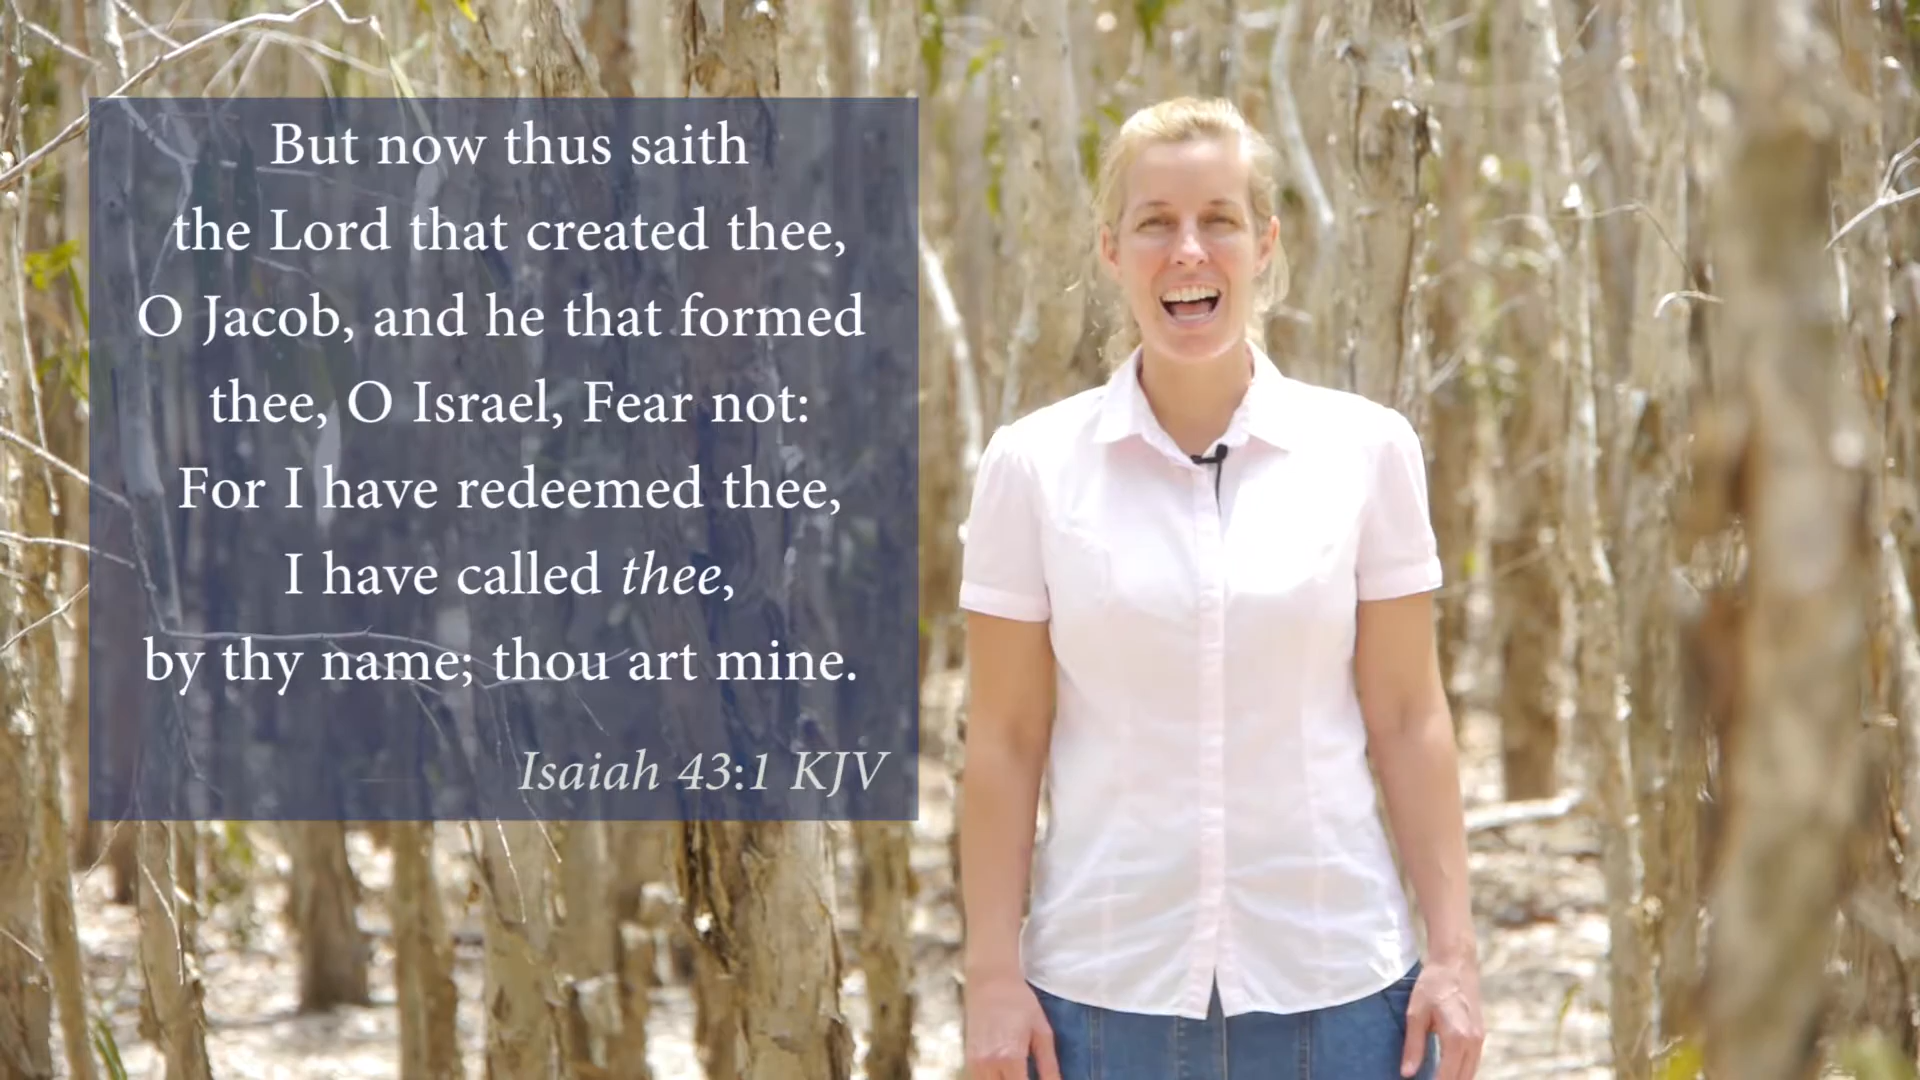 But now thus saith
the Lord that created thee,
O Jacob, and he that formed
thee, O Israel, Fear not:
For I have redeemed thee,
I have called thee,
by thy name; thou art mine.
Isaiah 43:1 KJV